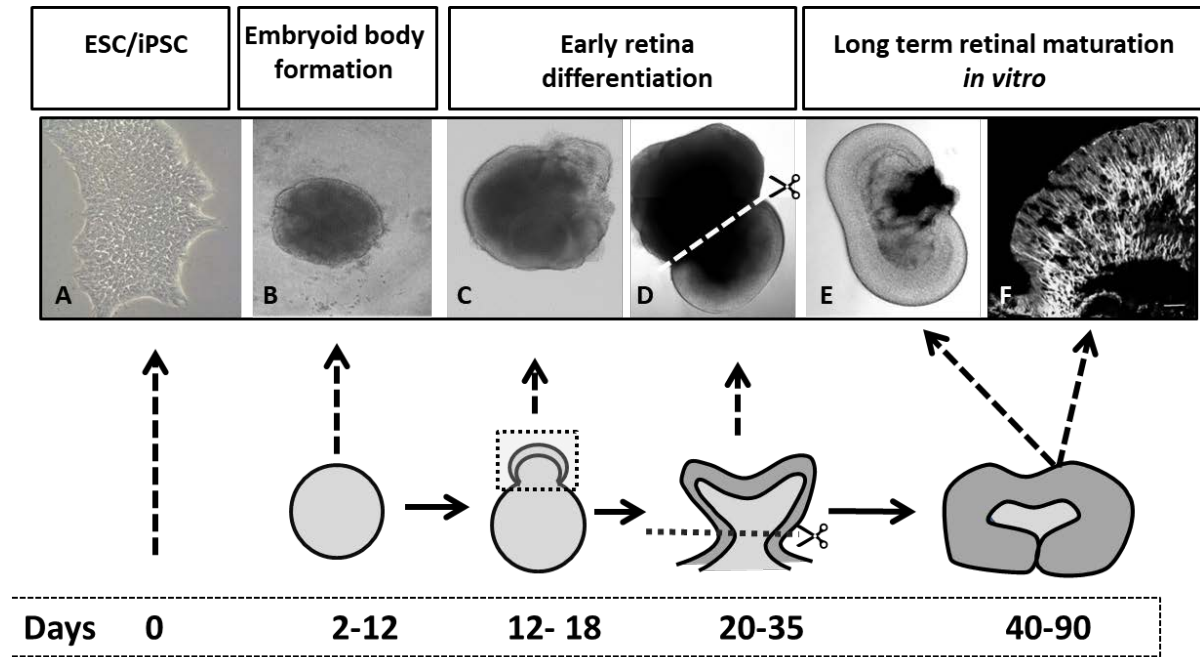 ESC/iPSC
Embryoid body
formation
Early retina
differentiation
Long term retinal maturation
in vitro
A
B
C
D
E
F
Days 0 2-12 12- 18 20-35 40-90